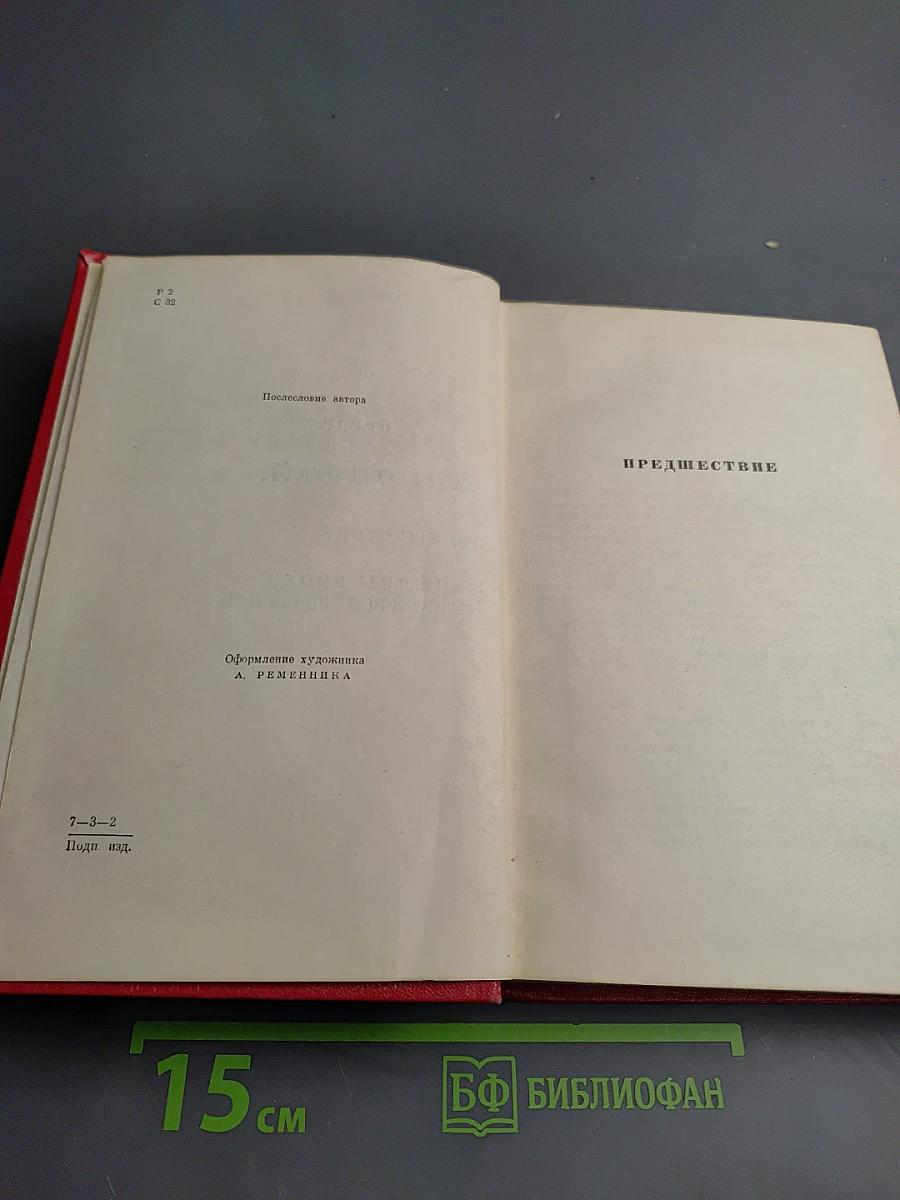 Р 2
С 32
Послесловие автора
Оформление художника
А. РЕМЕННИКА
7—3—2
Подп. изд.
ПРЕДШЕСТВИЕ
15 см
БФ БИБЛИОФАН